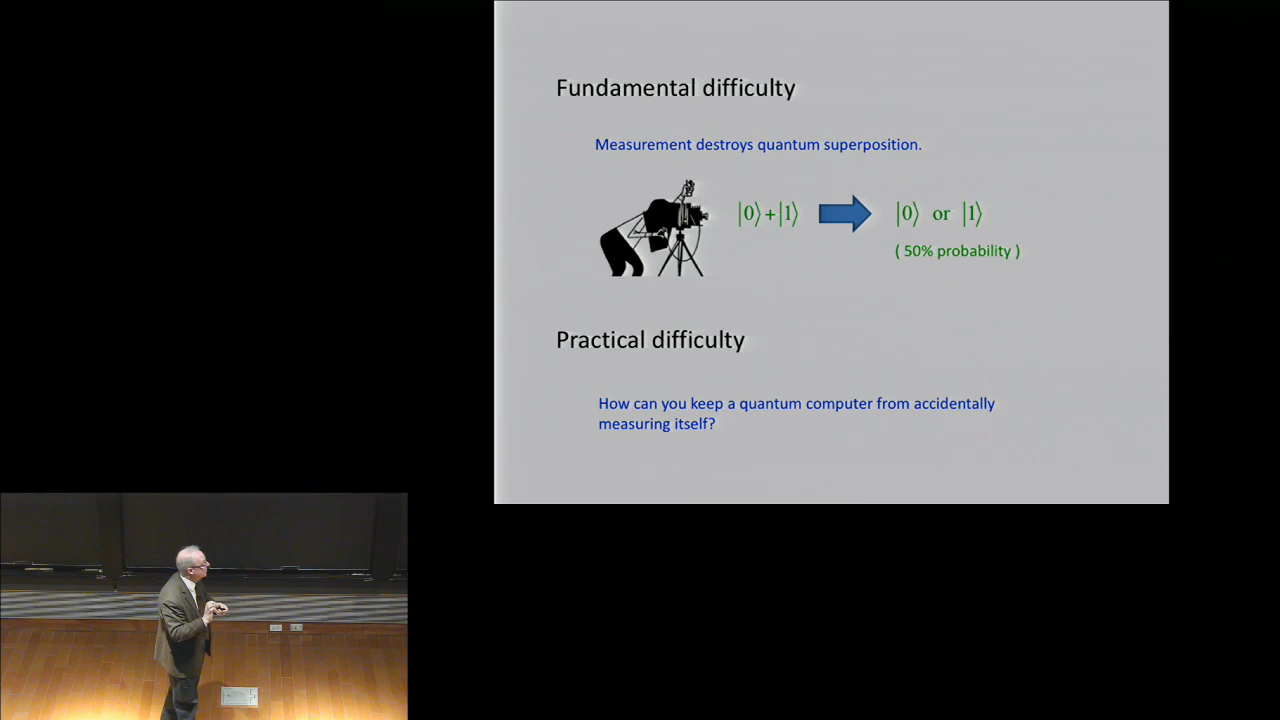 Fundamental difficulty
Measurement destroys quantum superposition.
|0⟩+|1⟩ |0⟩ or |1⟩
( 50% probability )
Practical difficulty
How can you keep a quantum computer from accidentally
measuring itself?